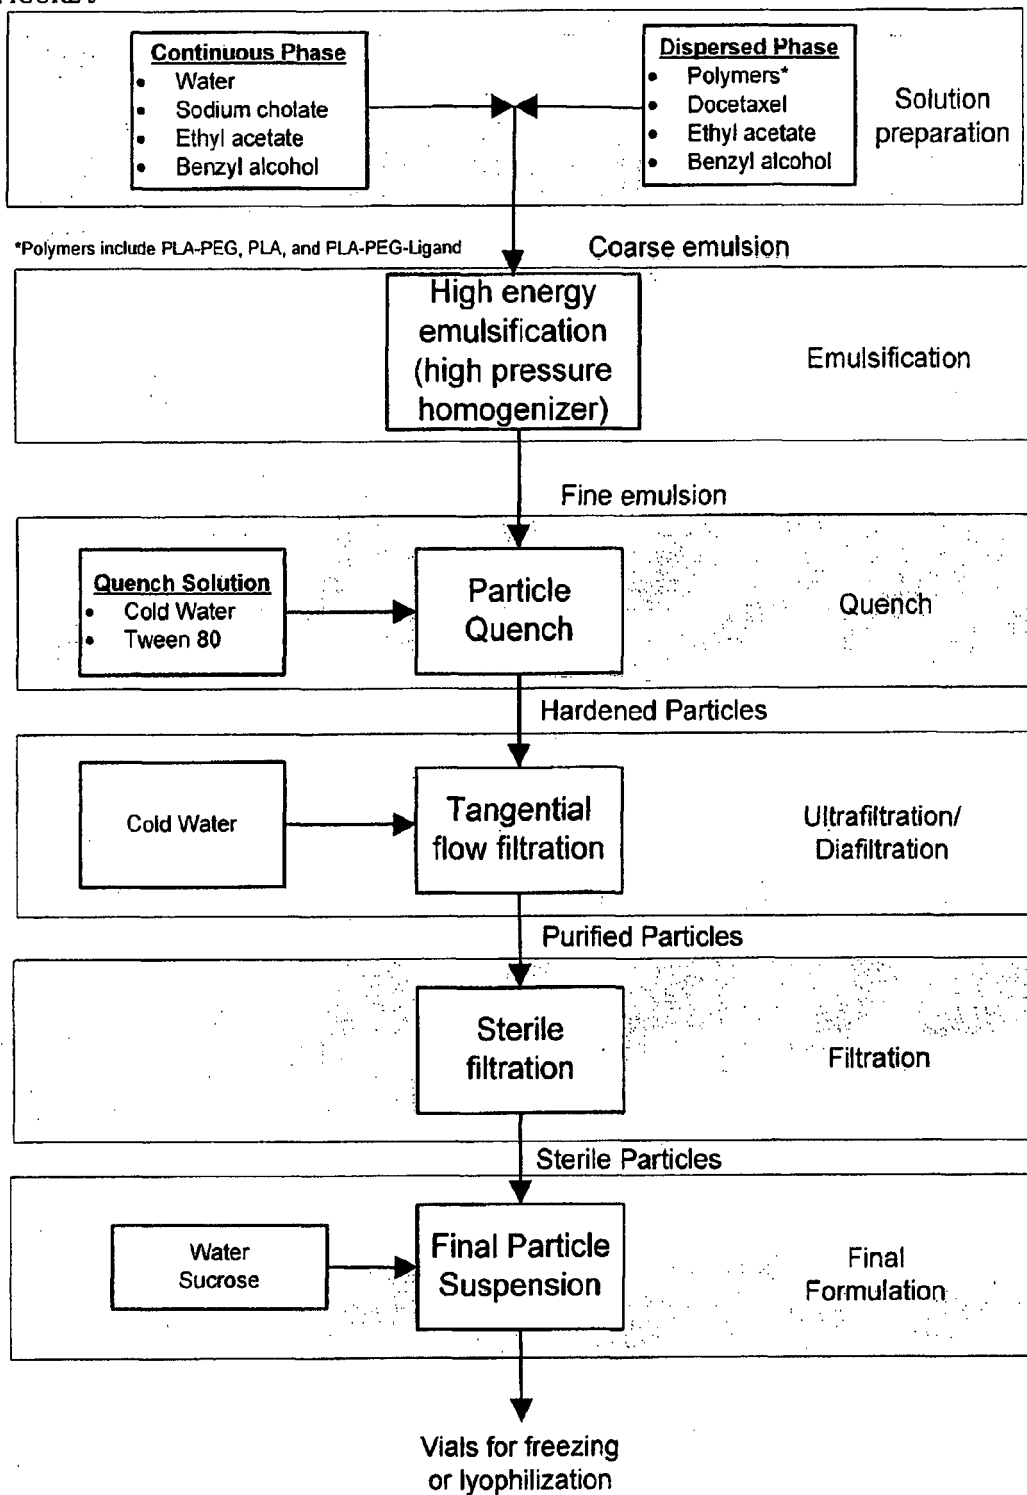 Continuous Phase
• Water
• Sodium cholate
• Ethyl acetate
• Benzyl alcohol
Dispersed Phase
• Polymers*
• Docetaxel
• Ethyl acetate
• Benzyl alcohol
Solution
preparation
*Polymers include PLA-PEG, PLA, and PLA-PEG-Ligand
Coarse emulsion
High energy
emulsification
(high pressure
homogenizer)
Emulsification
Fine emulsion
Quench Solution
• Cold Water
• Tween 80
Particle
Quench
Quench
Hardened Particles
Cold Water
Tangential
flow filtration
Ultrafiltration/
Diafiltration
Purified Particles
Sterile
filtration
Filtration
Sterile Particles
Water
Sucrose
Final Particle
Suspension
Final
Formulation
Vials for freezing
or lyophilization